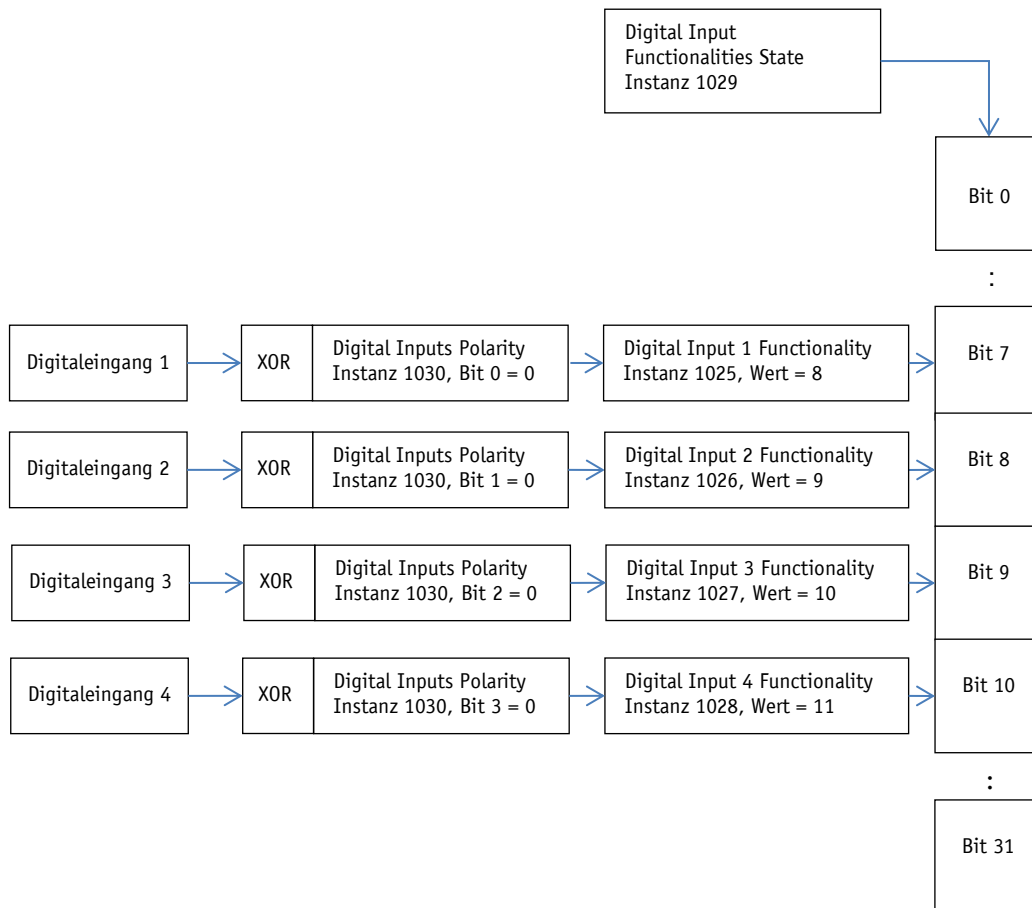 Digital Input
Functionalities State
Instanz 1029
Bit 0
:
Digitaleingang 1
XOR
Digital Inputs Polarity
Instanz 1030, Bit 0 = 0
Digital Input 1 Functionality
Instanz 1025, Wert = 8
Bit 7
Digitaleingang 2
XOR
Digital Inputs Polarity
Instanz 1030, Bit 1 = 0
Digital Input 2 Functionality
Instanz 1026, Wert = 9
Bit 8
Digitaleingang 3
XOR
Digital Inputs Polarity
Instanz 1030, Bit 2 = 0
Digital Input 3 Functionality
Instanz 1027, Wert = 10
Bit 9
Digitaleingang 4
XOR
Digital Inputs Polarity
Instanz 1030, Bit 3 = 0
Digital Input 4 Functionality
Instanz 1028, Wert = 11
Bit 10
:
Bit 31